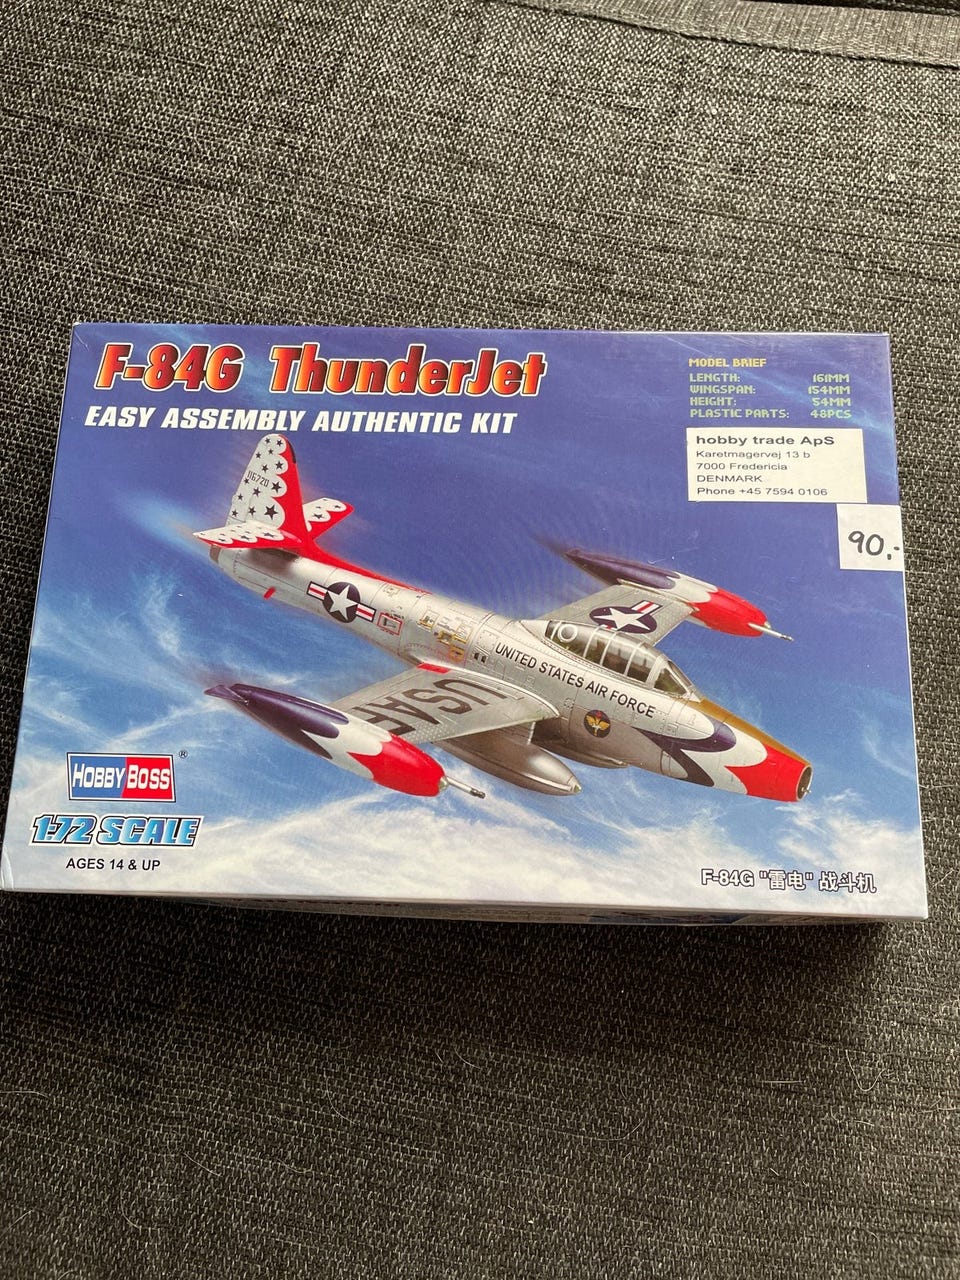 F-84G ThunderJet
EASY ASSEMBLY AUTHENTIC KIT
MODEL BRIEF
LENGTH: 161MM
WINGSPAN: 154MM
HEIGHT: 54MM
PLASTIC PARTS: 48PCS
hobby trade ApS
Karetmagervej 13 b
7000 Fredericia
DENMARK
Phone +45 7594 0106
90,-
UNITED STATES AIR FORCE
USAF
HOBBY BOSS ®
1:72 SCALE
AGES 14 & UP
F-84G "雷电" 战斗机